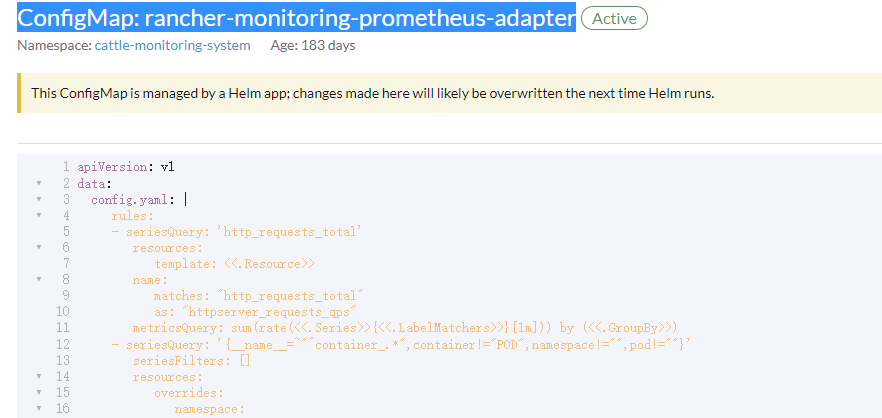 ConfigMap: rancher-monitoring-prometheus-adapter Active
Namespace: cattle-monitoring-system Age: 183 days
This ConfigMap is managed by a Helm app; changes made here will likely be overwritten the next time Helm runs.
1 apiVersion: v1
2 data:
3 config.yaml: |
4 rules:
5 - seriesQuery: 'http_requests_total'
6 resources:
7 template: <<.Resource>>
8 name:
9 matches: "http_requests_total"
10 as: "httpserver_requests_qps"
11 metricsQuery: sum(rate(<<.Series>>{<<.LabelMatchers>>}[1m])) by (<<.GroupBy>>)
12 - seriesQuery: '{__name__=~"^container_.*",container!="POD",namespace!="",pod!=""}'
13 seriesFilters: []
14 resources:
15 overrides:
16 namespace: